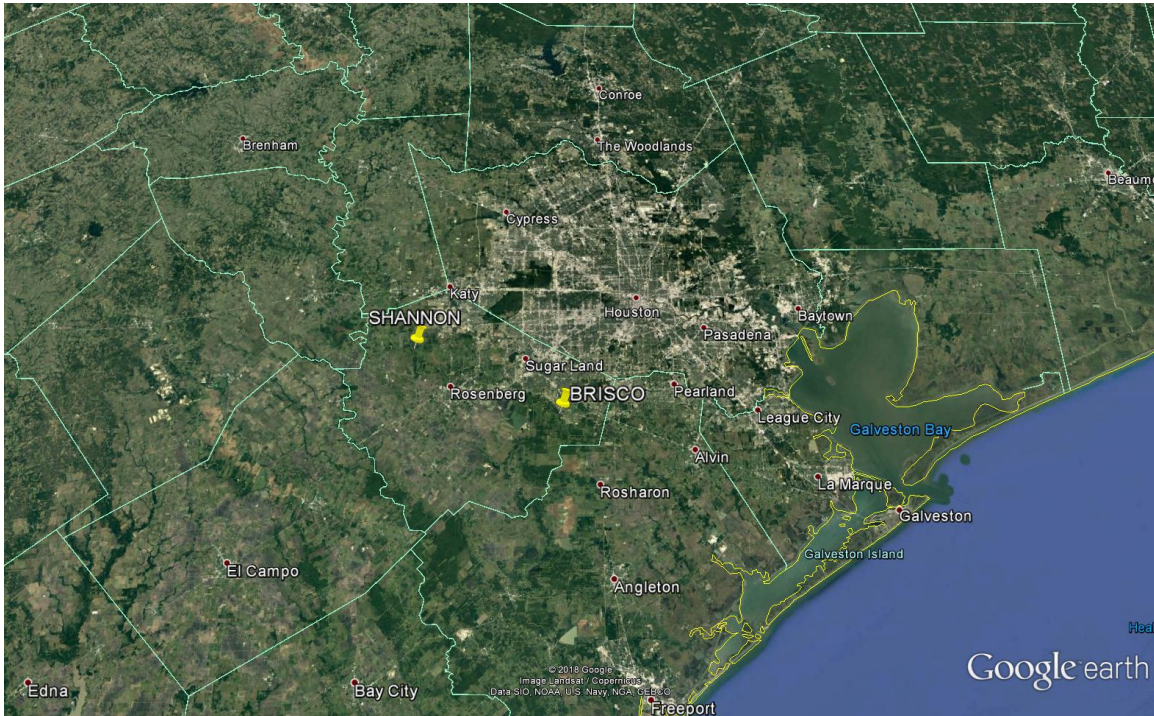 Conroe
Brenham
The Woodlands
Beaum
Cypress
Katy
Houston
Baytown
SHANNON
Pasadena
Sugar Land
Rosenberg
BRISCO
Pearland
League City
Galveston Bay
Alvin
La Marque
Rosharon
Galveston
Galveston Island
El Campo
Angleton
Heal
© 2018 Google
Image Landsat / Copernicus
Data SIO, NOAA, U.S. Navy, NGA, GEBCO
Google earth
Edna
Bay City
Freeport